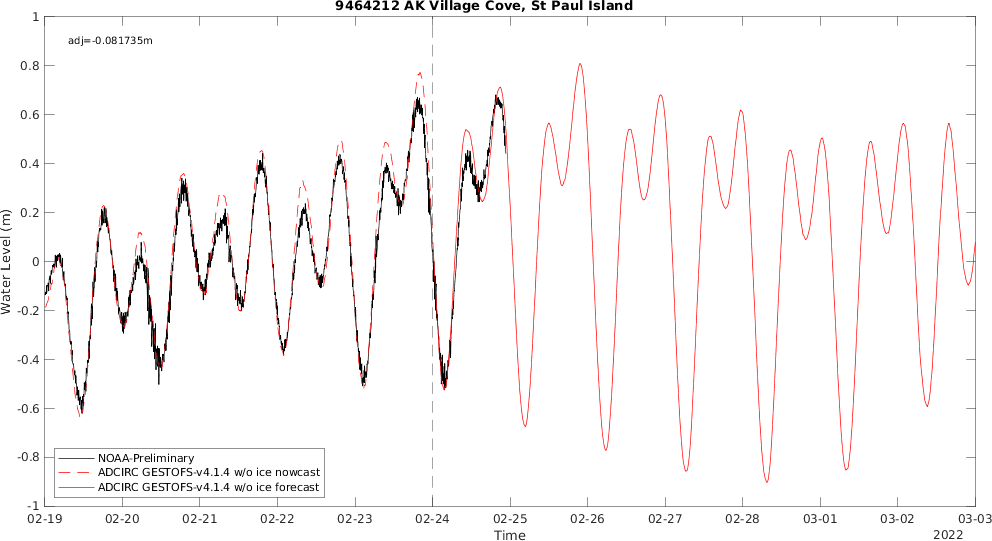 9464212 AK Village Cove, St Paul Island
adj=-0.081735m
1
0.8
0.6
0.4
0.2
0
-0.2
-0.4
-0.6
-0.8
-1
Water Level (m)
NOAA-Preliminary
ADCIRC GESTOFS-v4.1.4 w/o ice nowcast
ADCIRC GESTOFS-v4.1.4 w/o ice forecast
02-19 02-20 02-21 02-22 02-23 02-24 02-25 02-26 02-27 02-28 03-01 03-02 03-03
Time
2022